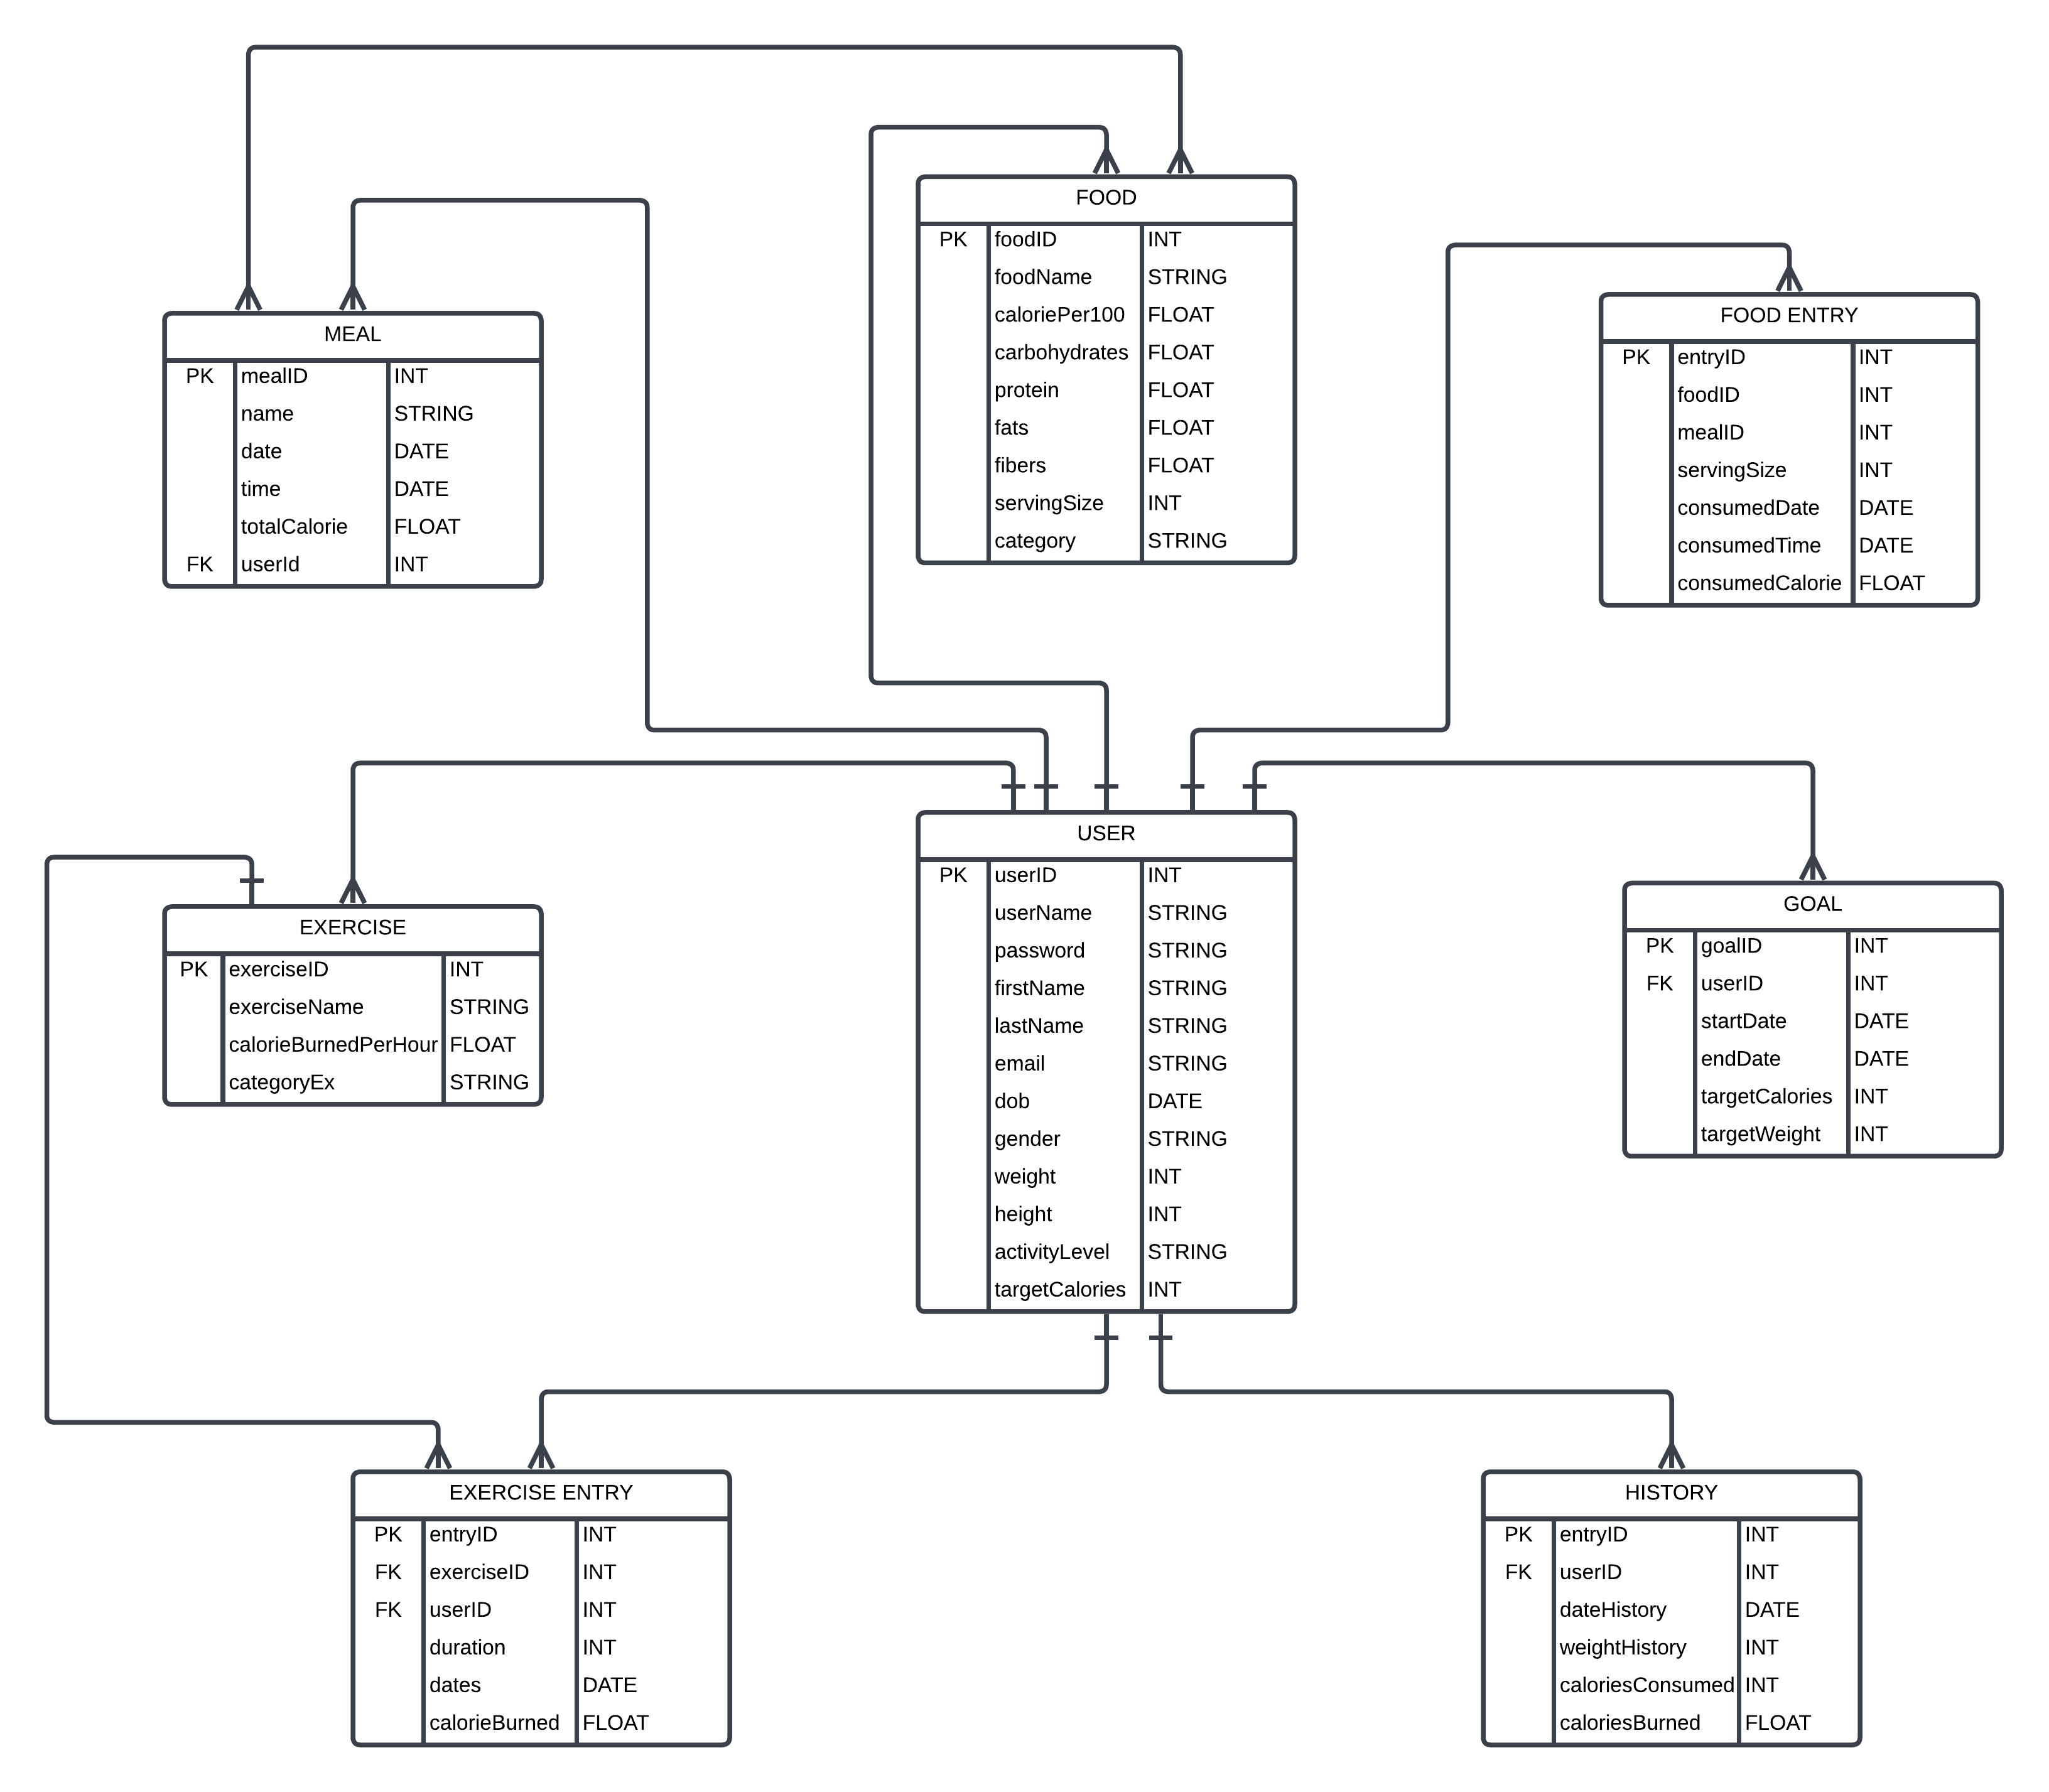 FOOD
PK foodID INT
foodName STRING
caloriePer100 FLOAT
carbohydrates FLOAT
protein FLOAT
fats FLOAT
fibers FLOAT
servingSize INT
category STRING
FOOD ENTRY
PK entryID INT
foodID INT
mealID INT
servingSize INT
consumedDate DATE
consumedTime DATE
consumedCalorie FLOAT
MEAL
PK mealID INT
name STRING
date DATE
time DATE
totalCalorie FLOAT
FK userId INT
USER
PK userID INT
userName STRING
password STRING
firstName STRING
lastName STRING
email STRING
dob DATE
gender STRING
weight INT
height INT
activityLevel STRING
targetCalories INT
GOAL
PK goalID INT
FK userID INT
startDate DATE
endDate DATE
targetCalories INT
targetWeight INT
EXERCISE
PK exerciseID INT
exerciseName STRING
calorieBurnedPerHour FLOAT
categoryEx STRING
EXERCISE ENTRY
PK entryID INT
FK exerciseID INT
FK userID INT
duration INT
dates DATE
calorieBurned FLOAT
HISTORY
PK entryID INT
FK userID INT
dateHistory DATE
weightHistory INT
caloriesConsumed INT
caloriesBurned FLOAT